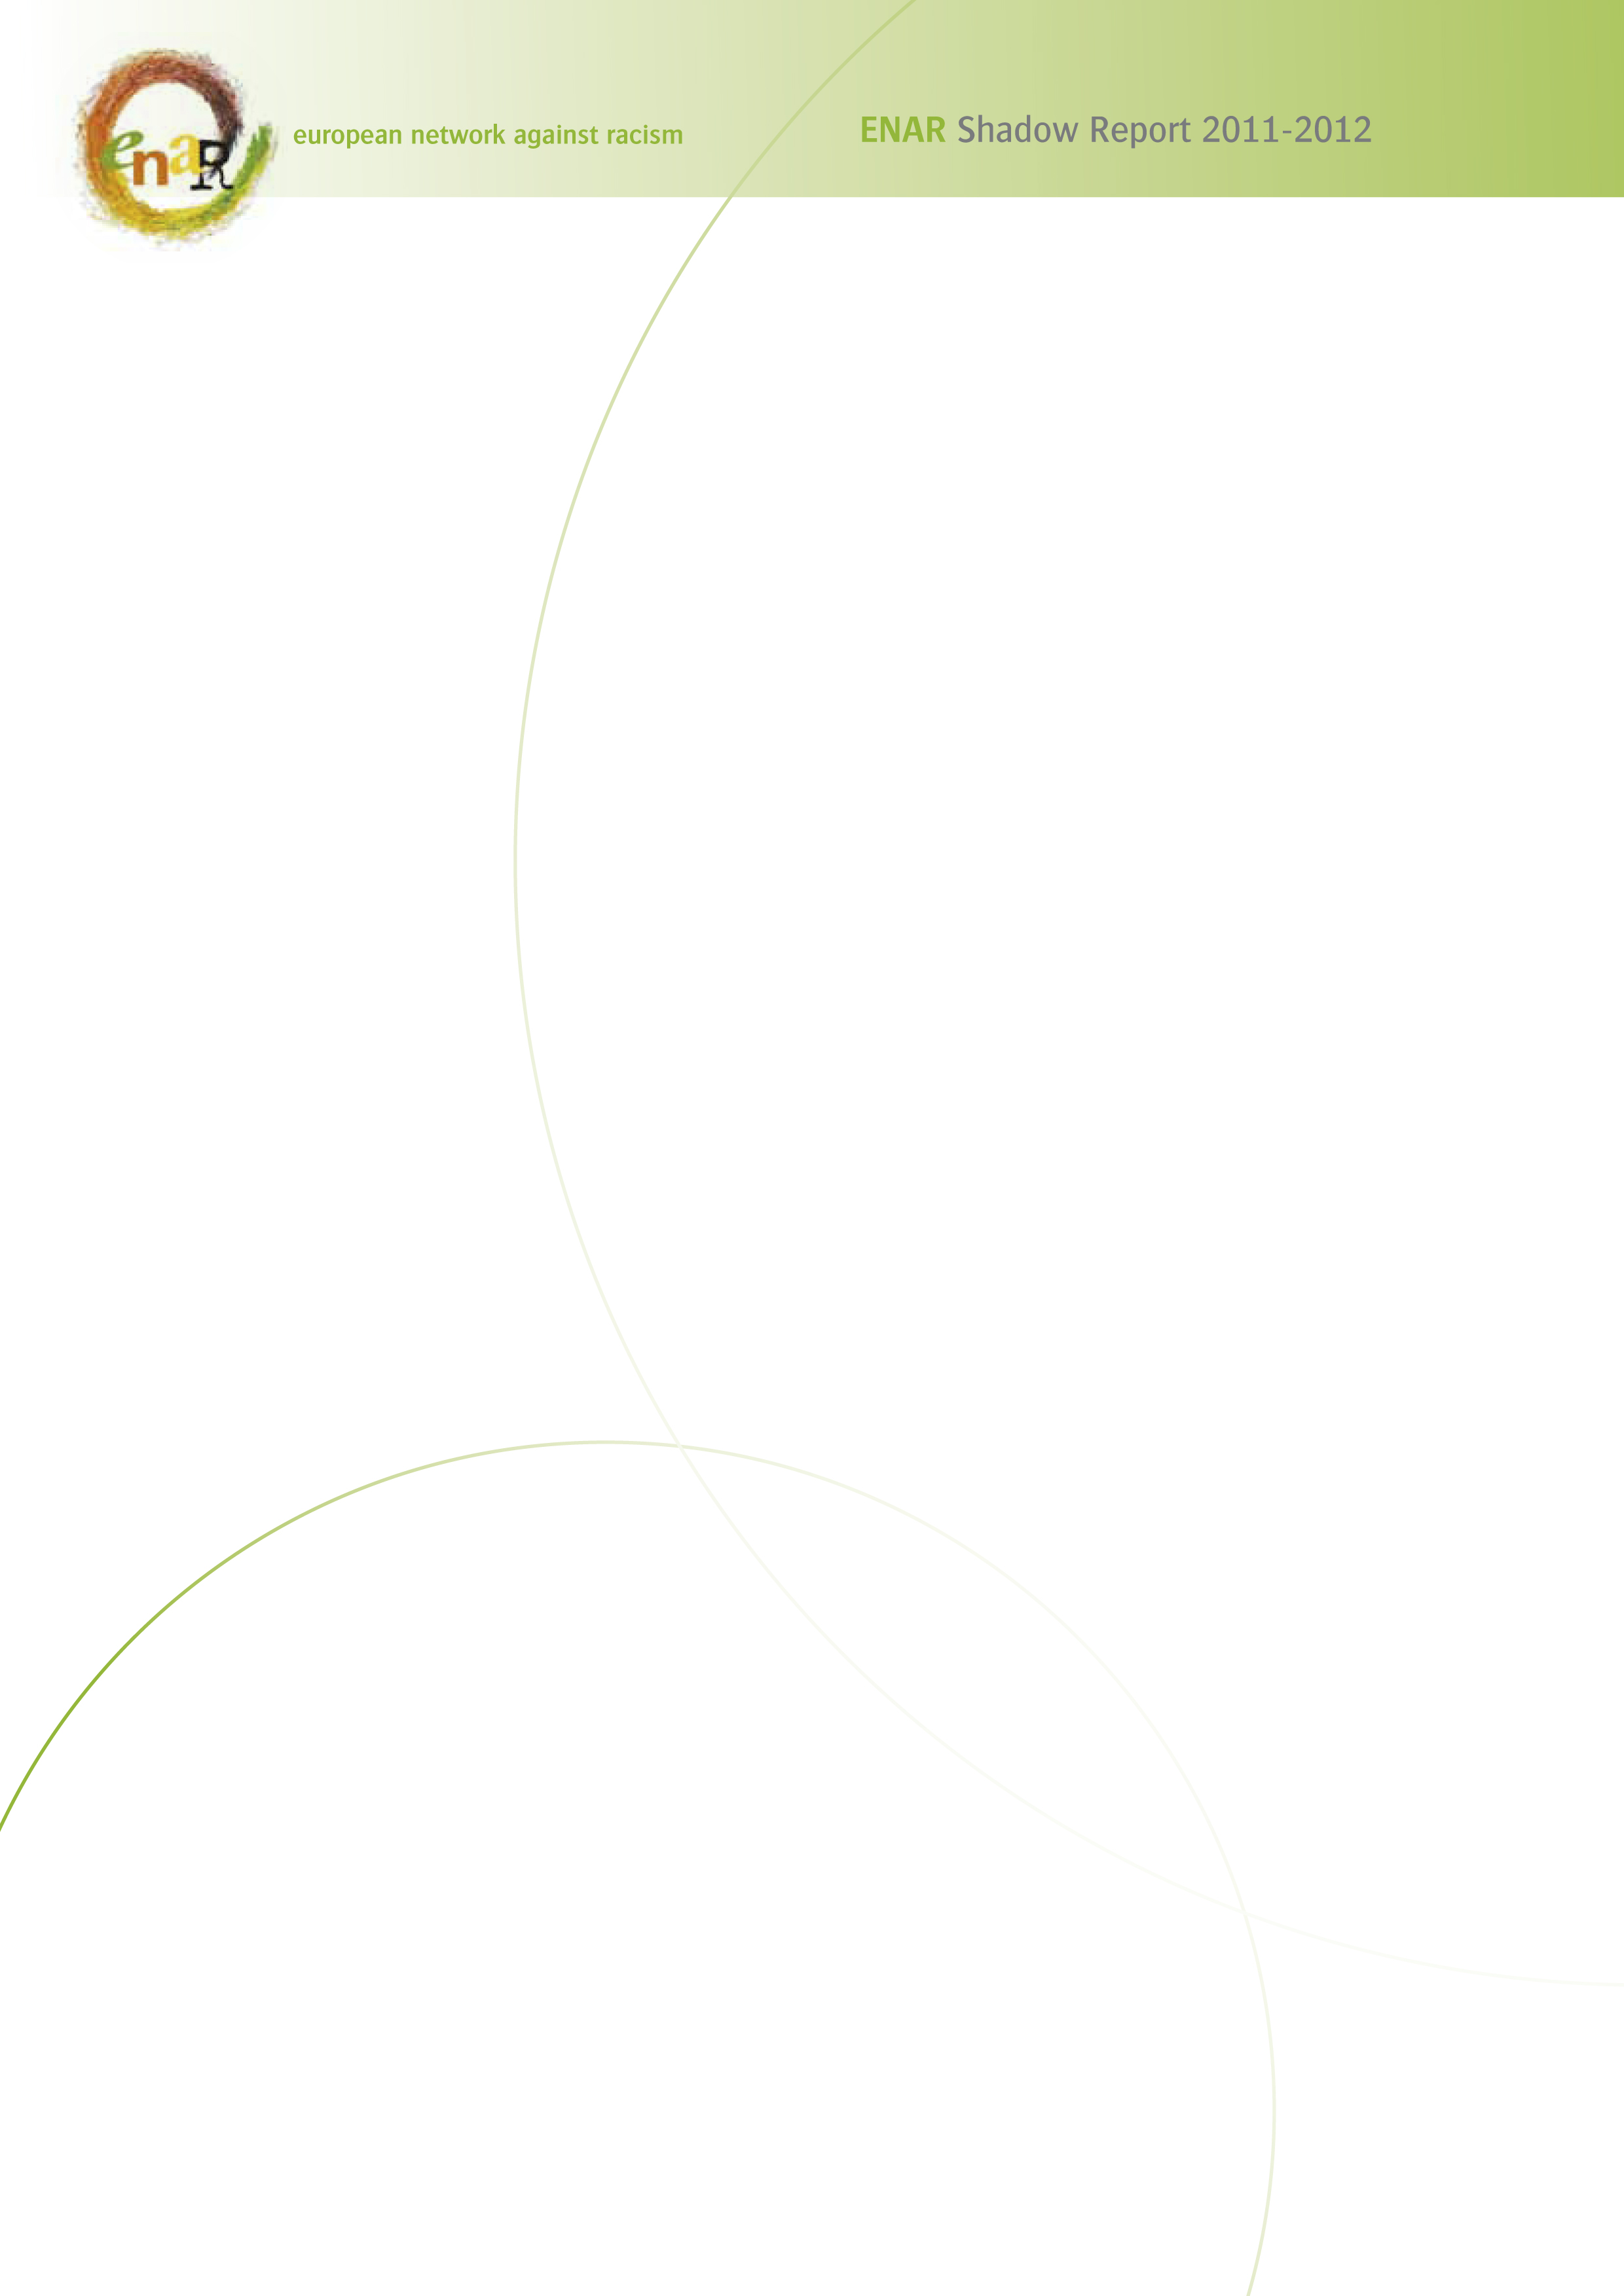 enaR
european network against racism
ENAR Shadow Report 2011-2012